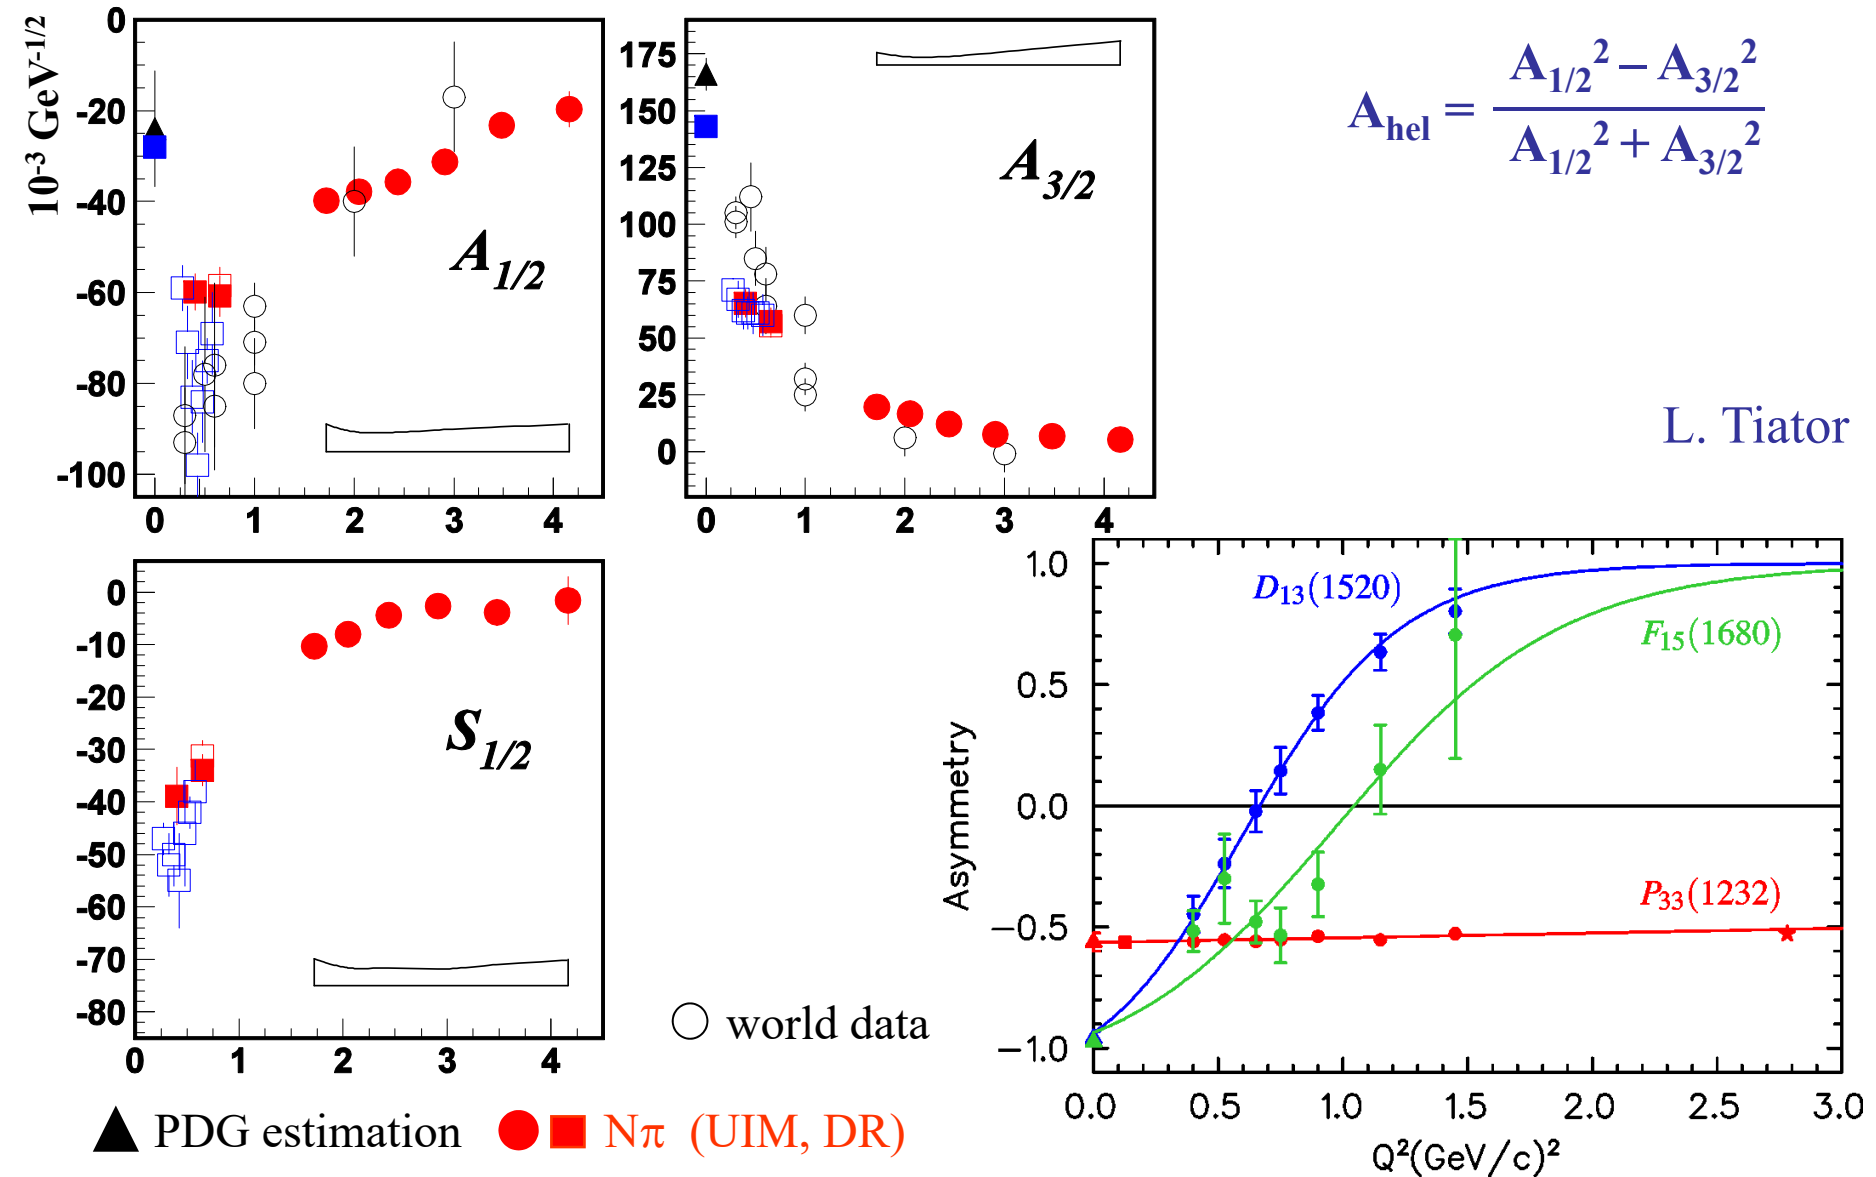 10-3 GeV-1/2
0
-20
-40
-60
-80
-100
0 1 2 3 4
A1/2
175
150
125
100
75
50
25
0
0 1 2 3 4
A3/2
Ahel = A1/22 – A3/22
A1/22 + A3/22
L. Tiator
0
-10
-20
-30
-40
-50
-60
-70
-80
0 1 2 3 4
S1/2
world data
PDG estimation
Nπ (UIM, DR)
Asymmetry
1.0
0.5
0.0
−0.5
−1.0
D13(1520)
F15(1680)
P33(1232)
0.0 0.5 1.0 1.5 2.0 2.5 3.0
Q2(GeV/c)2